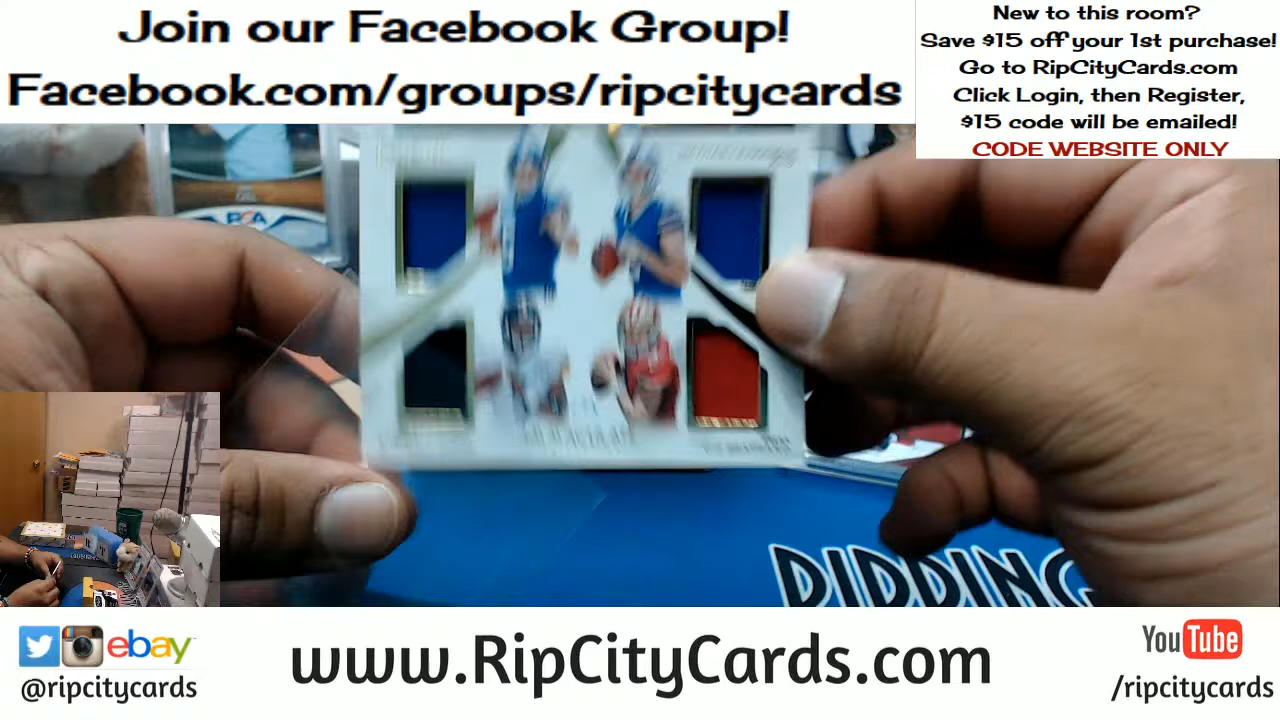 Join our Facebook Group!
Facebook.com/groups/ripcitycards
New to this room?
Save $15 off your 1st purchase!
Go to RipCityCards.com
Click Login, then Register,
$15 code will be emailed!
CODE WEBSITE ONLY
PSA
ebay
@ripcitycards
www.RipCityCards.com
YouTube
/ripcitycards